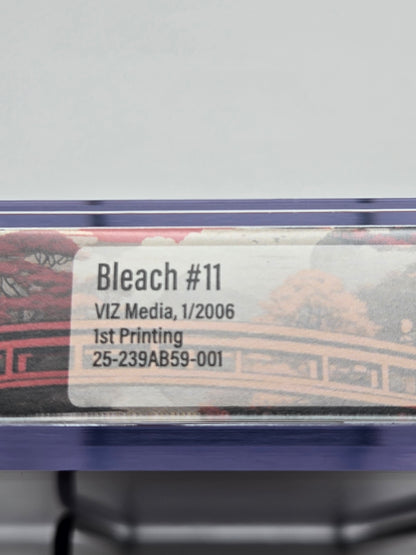 Bleach #11
VIZ Media, 1/2006
1st Printing
25-239AB59-001